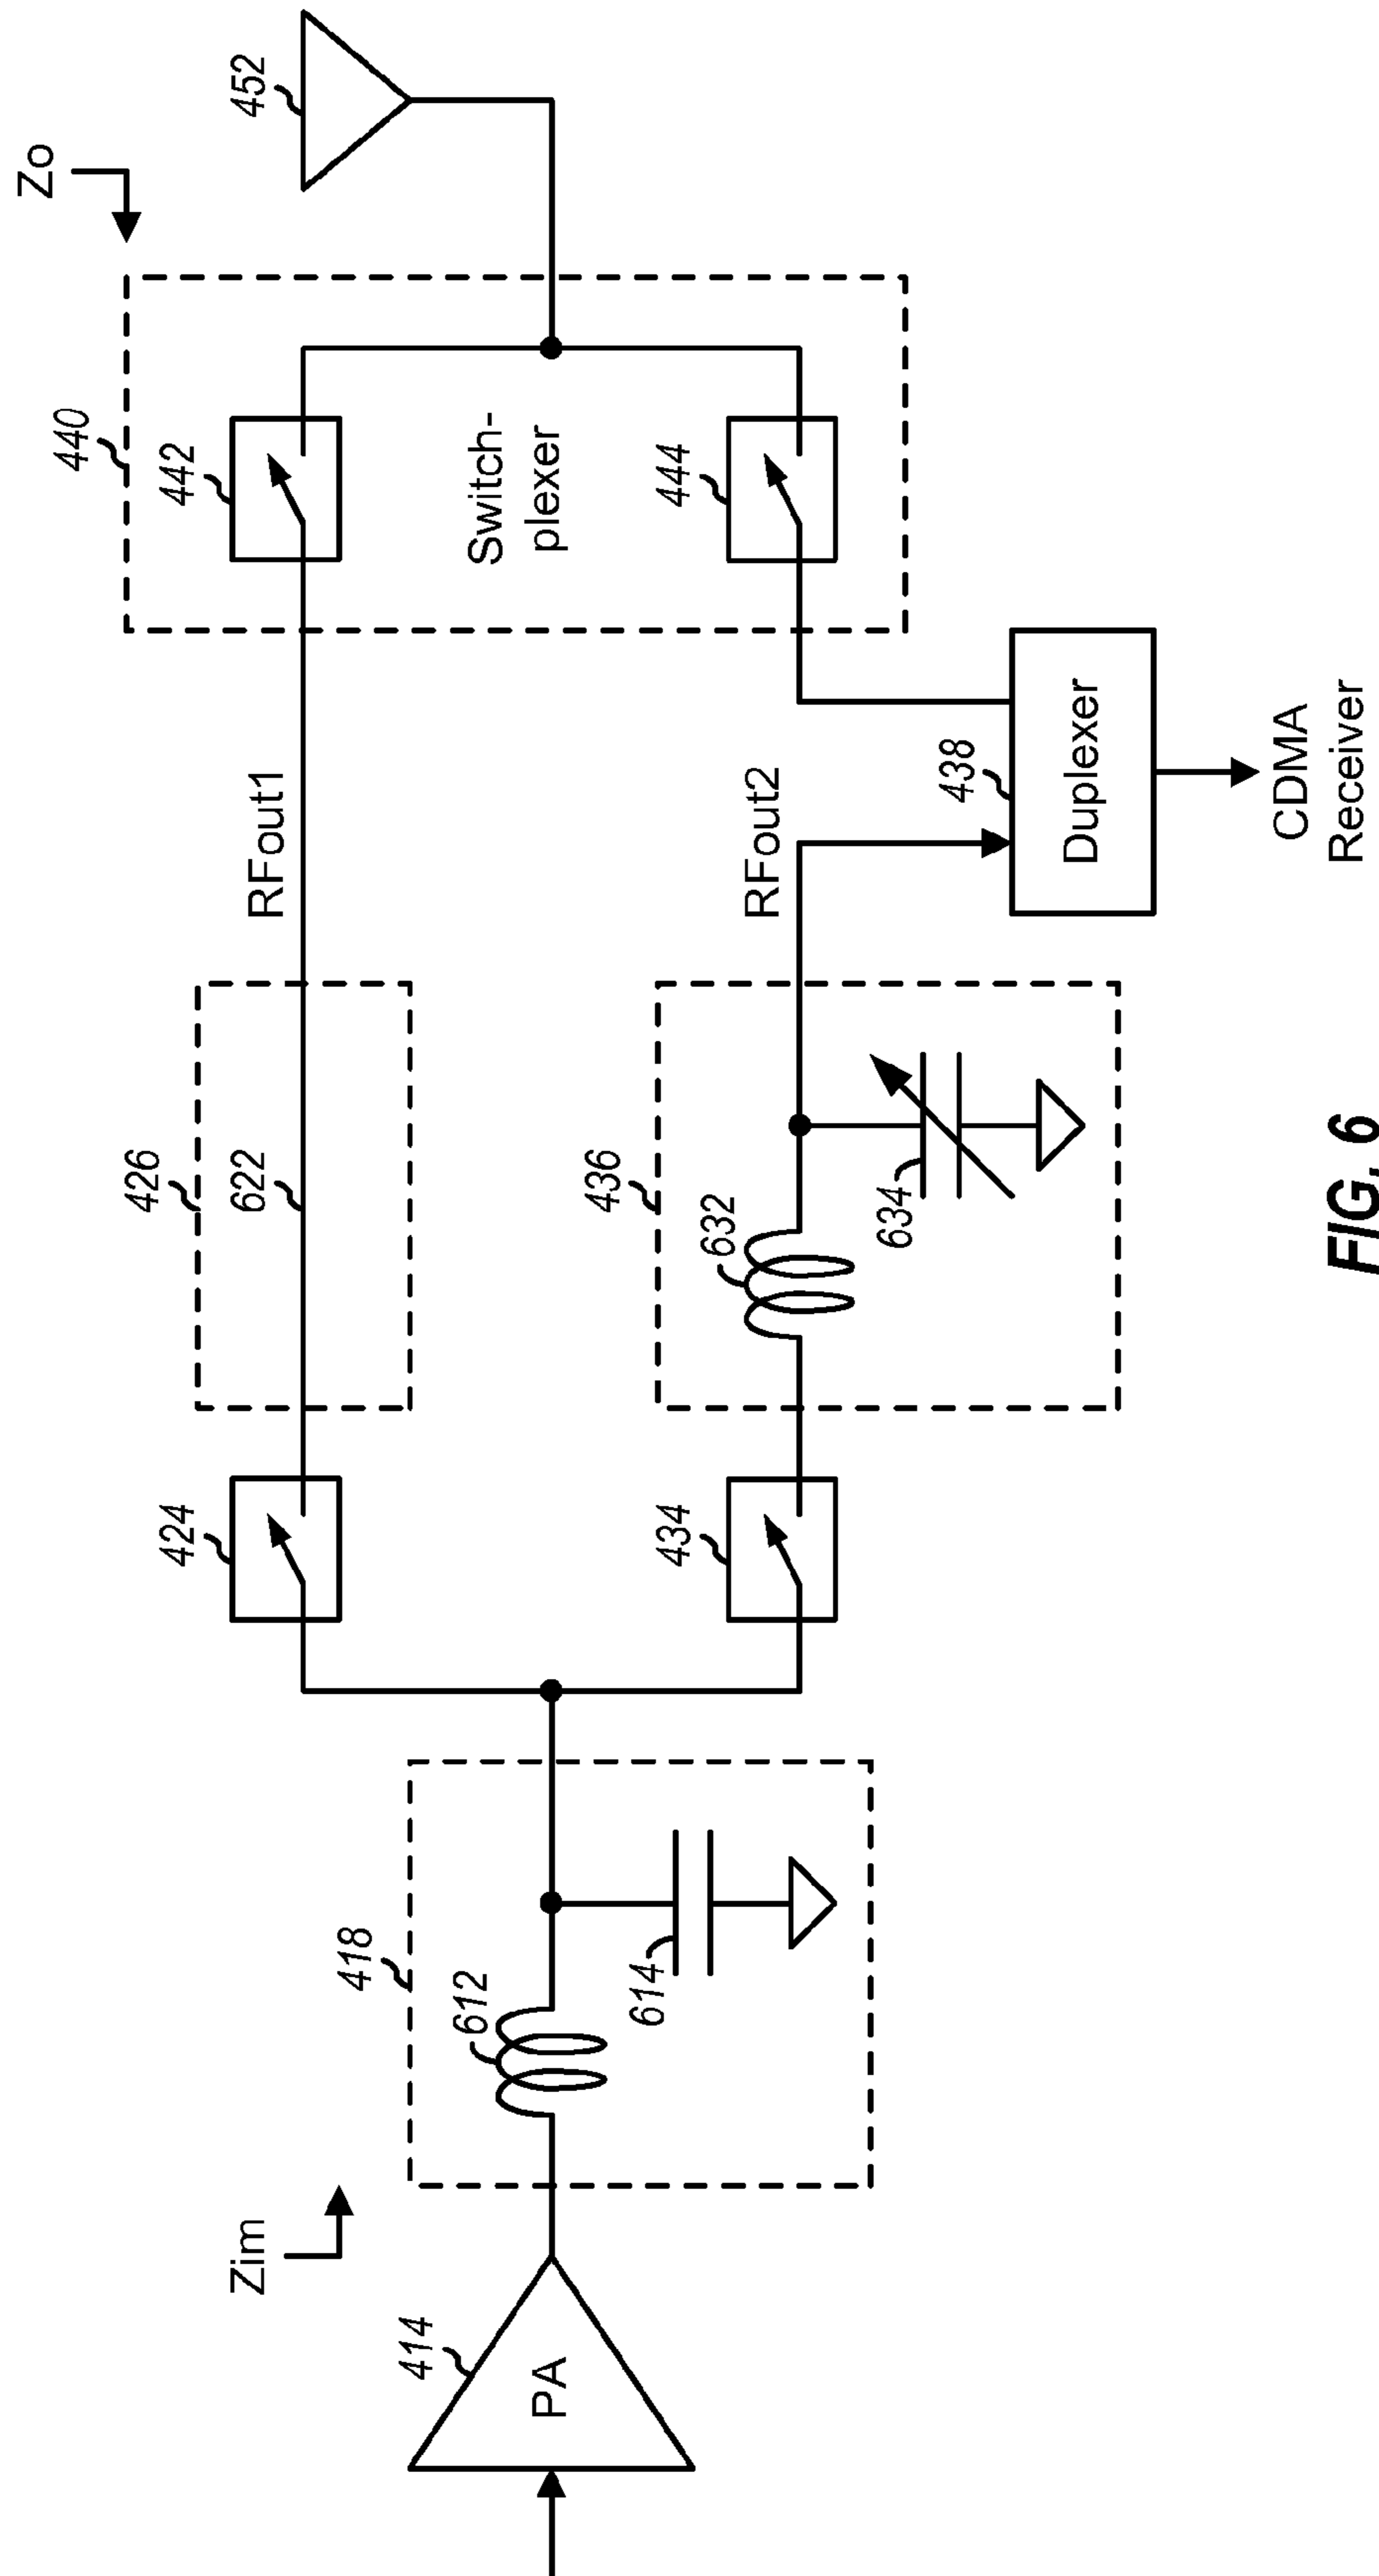 Zim
414
PA
418
612
614
424
434
426
622
436
632
634
RFout1
RFout2
438
Duplexer
CDMA
Receiver
440
442
Switch-
plexer
444
Zo
452
FIG. 6